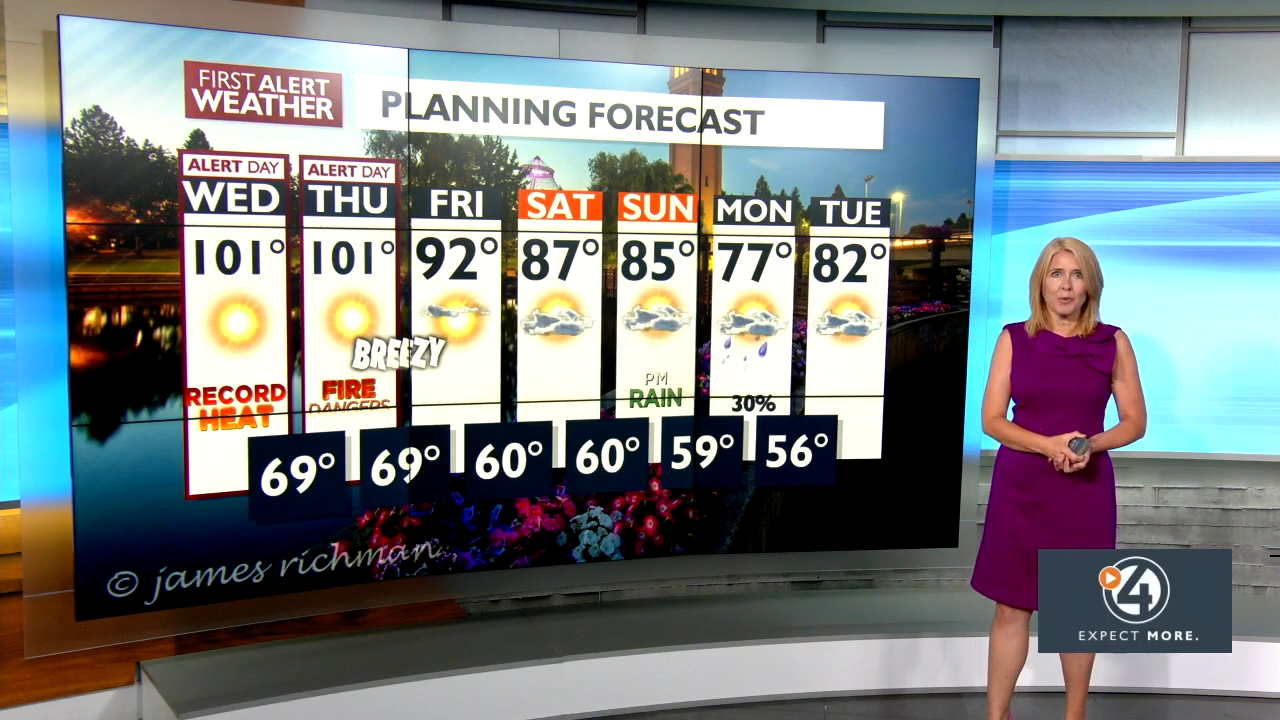 FIRST ALERT
WEATHER
PLANNING FORECAST
ALERT DAY
ALERT DAY
WED
THU
FRI
SAT
SUN
MON
TUE
101°
101°
92°
87°
85°
77°
82°
BREEZY
RECORD
HEAT
FIRE
DANGERS
PM
RAIN
30%
69°
69°
60°
60°
59°
56°
© james richman
4
EXPECT MORE.